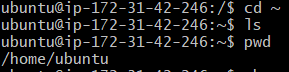 ubuntu@ip-172-31-42-246:/$ cd ~
ubuntu@ip-172-31-42-246:~$ ls
ubuntu@ip-172-31-42-246:~$ pwd
/home/ubuntu